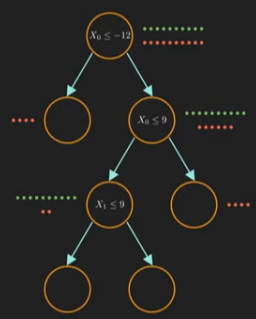 X₀ ≤ −12
X₀ ≤ 9
X₁ ≤ 9